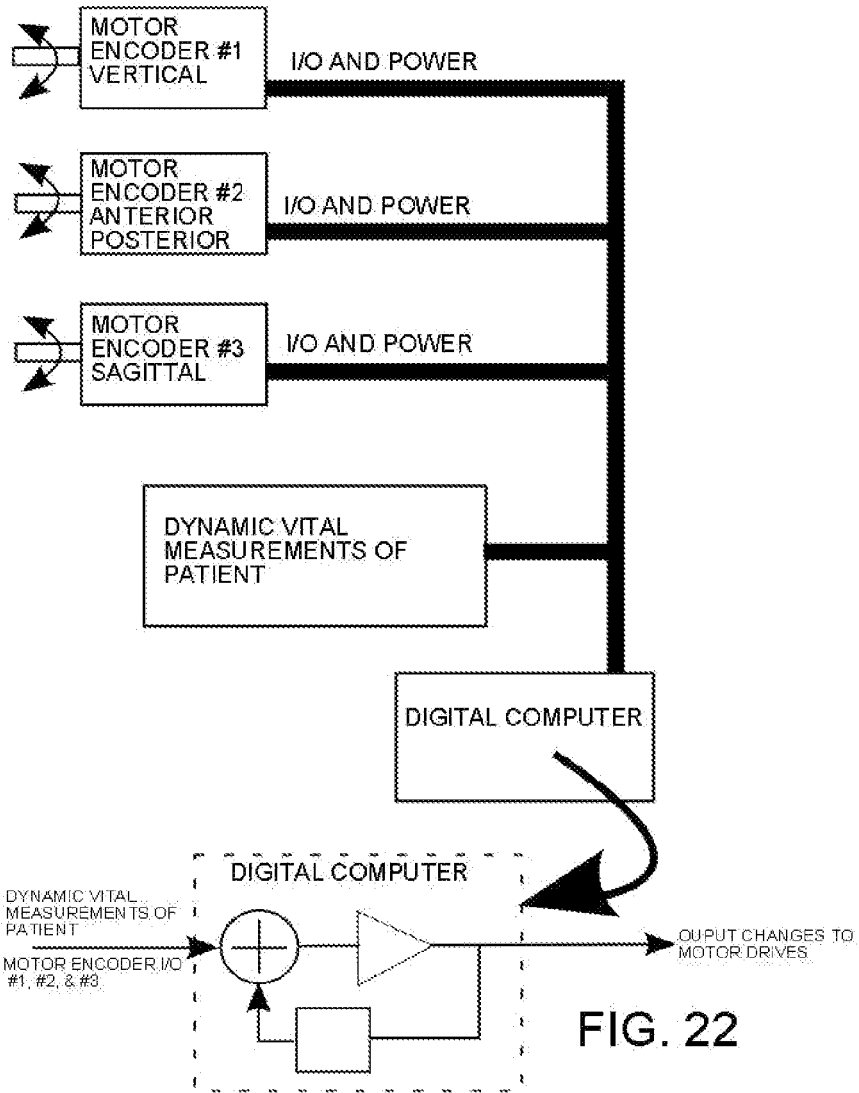 MOTOR
ENCODER #1
VERTICAL
I/O AND POWER
MOTOR
ENCODER #2
ANTERIOR
POSTERIOR
I/O AND POWER
MOTOR
ENCODER #3
SAGITTAL
I/O AND POWER
DYNAMIC VITAL
MEASUREMENTS OF
PATIENT
DIGITAL COMPUTER
DIGITAL COMPUTER
DYNAMIC VITAL
MEASUREMENTS OF
PATIENT
MOTOR ENCODER I/O
#1, #2, & #3
OUPUT CHANGES TO
MOTOR DRIVES
FIG. 22